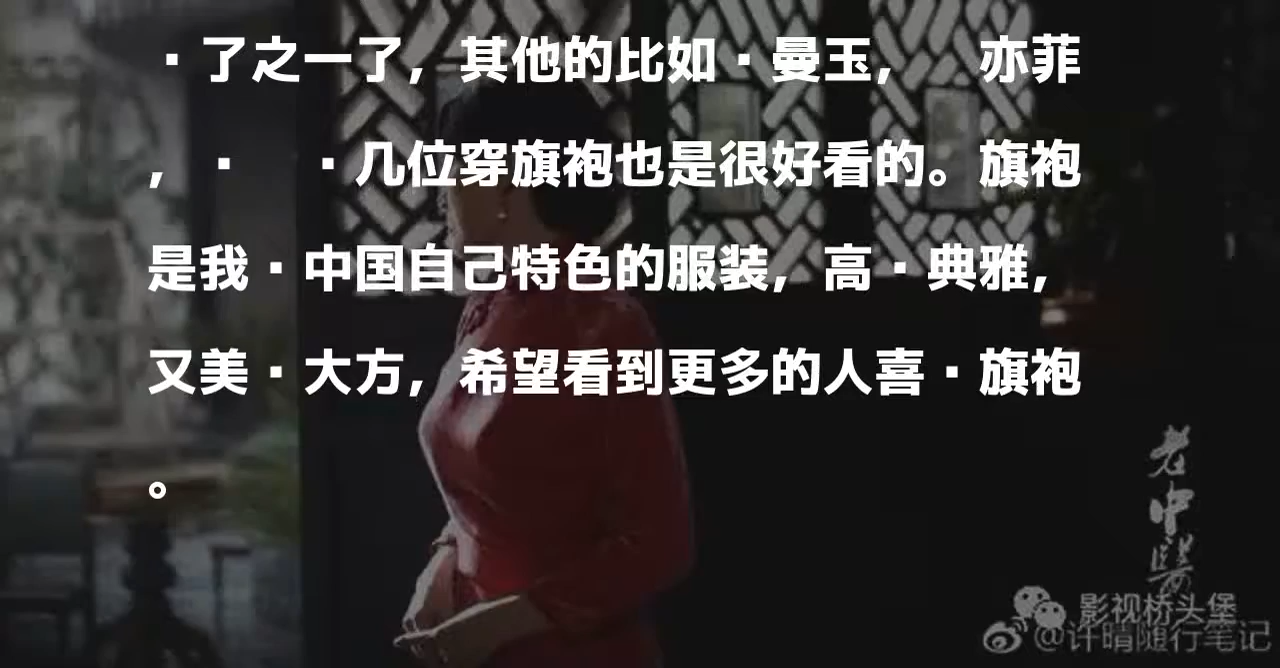 ·了之一了，其他的比如·曼玉， 亦菲
，· ·几位穿旗袍也是很好看的。旗袍
是我·中国自己特色的服装，高·典雅，
又美·大方，希望看到更多的人喜·旗袍
。
老中醫
影视桥头堡
@许晴随行笔记